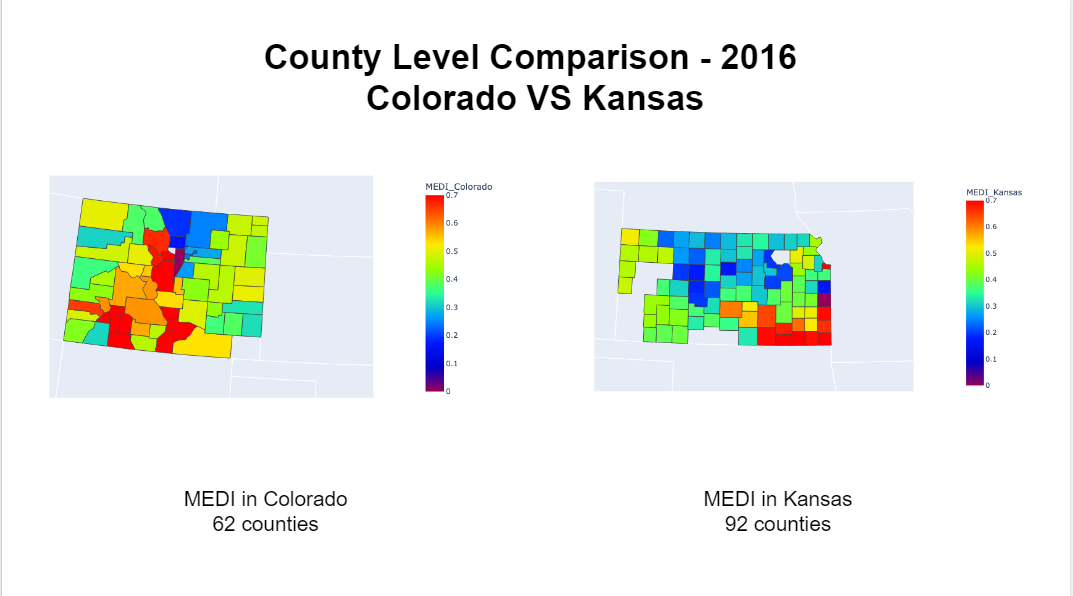 County Level Comparison - 2016
Colorado VS Kansas
MEDI_Colorado
0.7
0.6
0.5
0.4
0.3
0.2
0.1
0
MEDI_Kansas
0.7
0.6
0.5
0.4
0.3
0.2
0.1
0
MEDI in Colorado
62 counties
MEDI in Kansas
92 counties